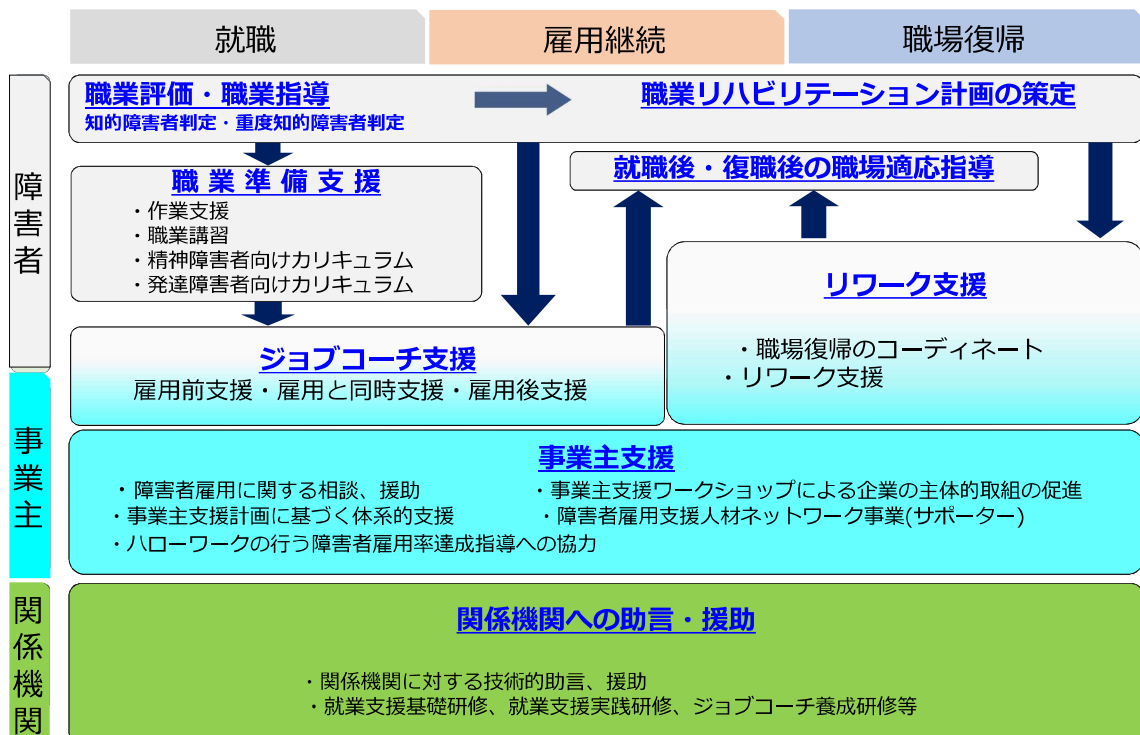 就職
雇用継続
職場復帰
障害者
職業評価・職業指導
知的障害者判定・重度知的障害者判定
職業リハビリテーション計画の策定
職業準備支援
・作業支援
・職業講習
・精神障害者向けカリキュラム
・発達障害者向けカリキュラム
就職後・復職後の職場適応指導
リワーク支援
・職場復帰のコーディネート
・リワーク支援
ジョブコーチ支援
雇用前支援・雇用と同時支援・雇用後支援
事業主
事業主支援
・障害者雇用に関する相談、援助
・事業主支援計画に基づく体系的支援
・ハローワークの行う障害者雇用率達成指導への協力
・事業主支援ワークショップによる企業の主体的取組の促進
・障害者雇用支援人材ネットワーク事業(サポーター)
関係機関
関係機関への助言・援助
・関係機関に対する技術的助言、援助
・就業支援基礎研修、就業支援実践研修、ジョブコーチ養成研修等